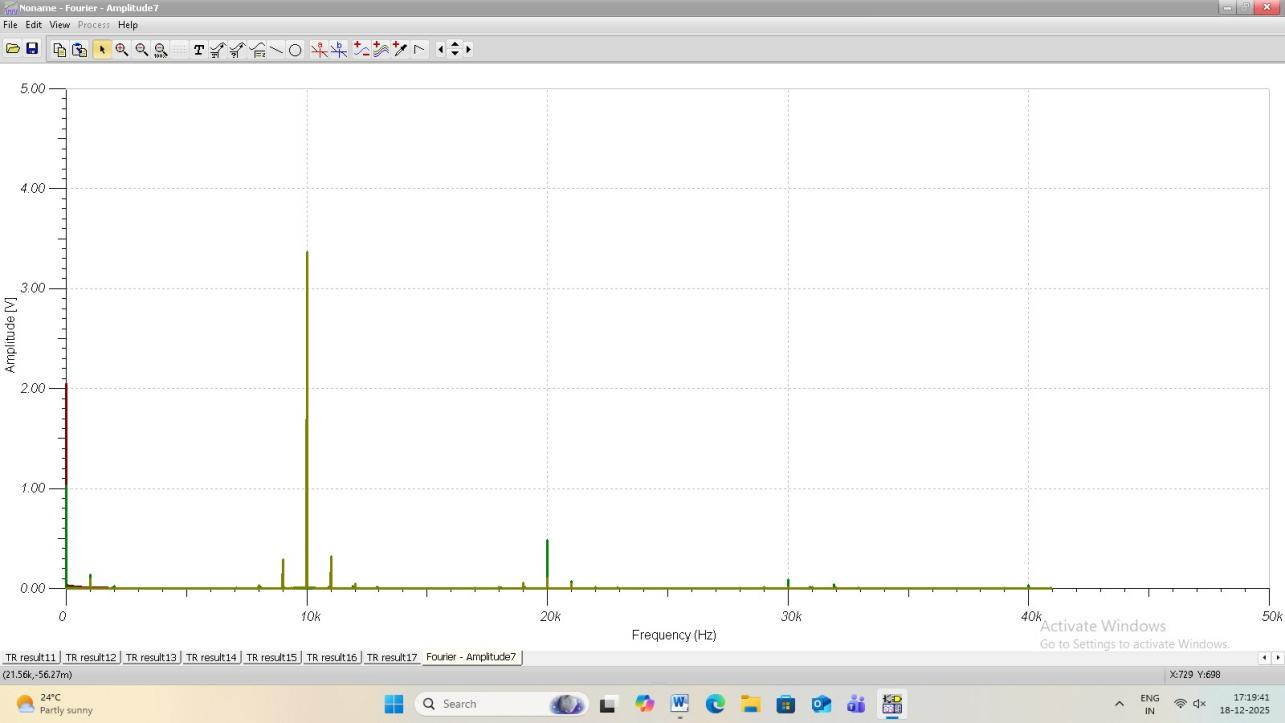 Noname - Fourier - Amplitude7
File Edit View Process Help
5.00
4.00
3.00
2.00
1.00
0.00
Amplitude [V]
0 10k 20k 30k 40k 50k
Frequency (Hz)
Activate Windows
Go to Settings to activate Windows.
TR result11 TR result12 TR result13 TR result14 TR result15 TR result16 TR result17 Fourier - Amplitude7
(21.56k,-56.27m) X:729 Y:698
24°C
Partly sunny
Search
ENG
IN
17:19:41
18-12-2025